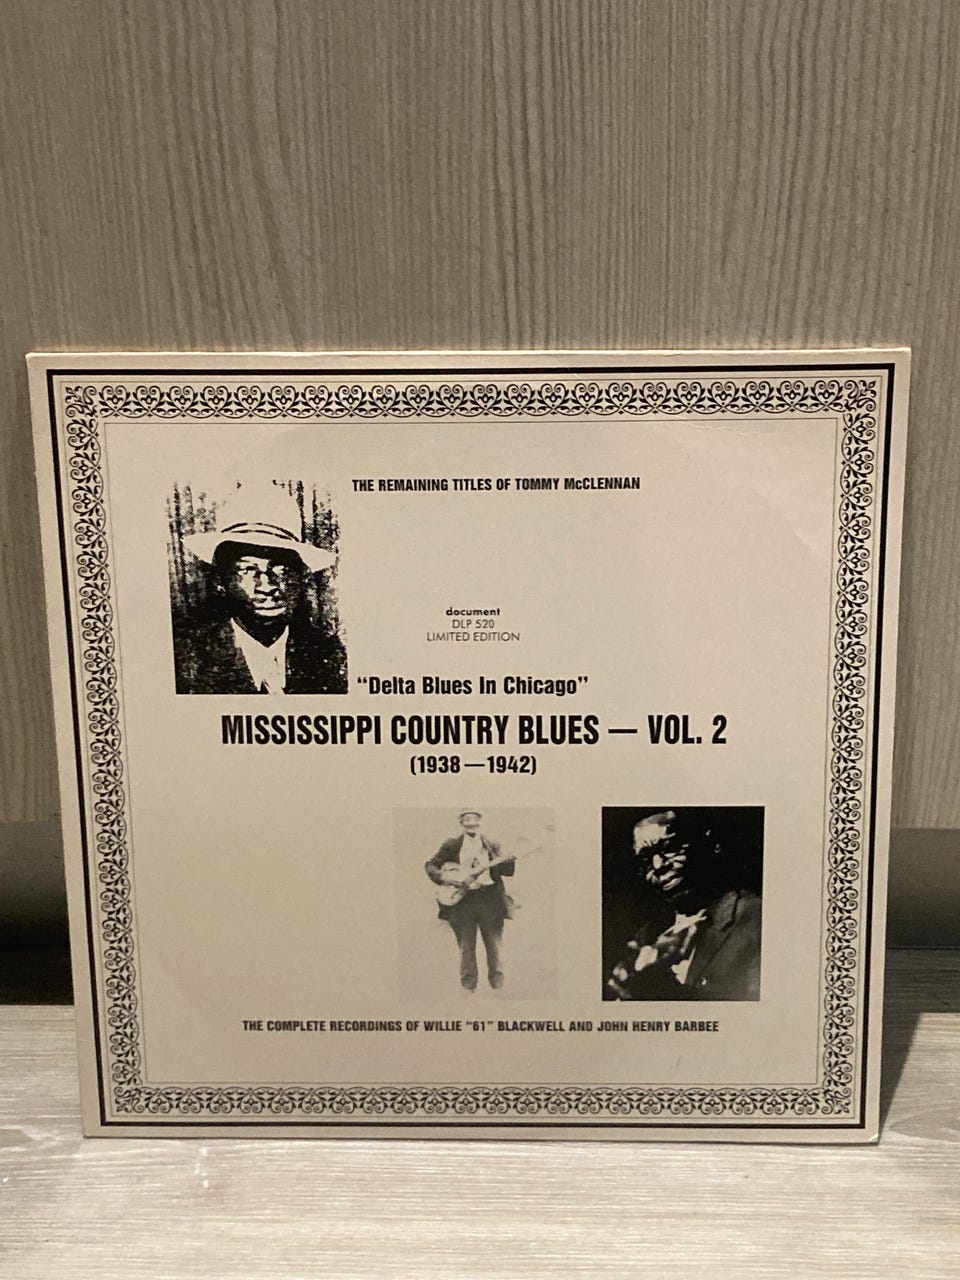 THE REMAINING TITLES OF TOMMY McCLENNAN
document
DLP 520
LIMITED EDITION
“Delta Blues In Chicago”
MISSISSIPPI COUNTRY BLUES — VOL. 2
(1938—1942)
THE COMPLETE RECORDINGS OF WILLIE “61” BLACKWELL AND JOHN HENRY BARBEE